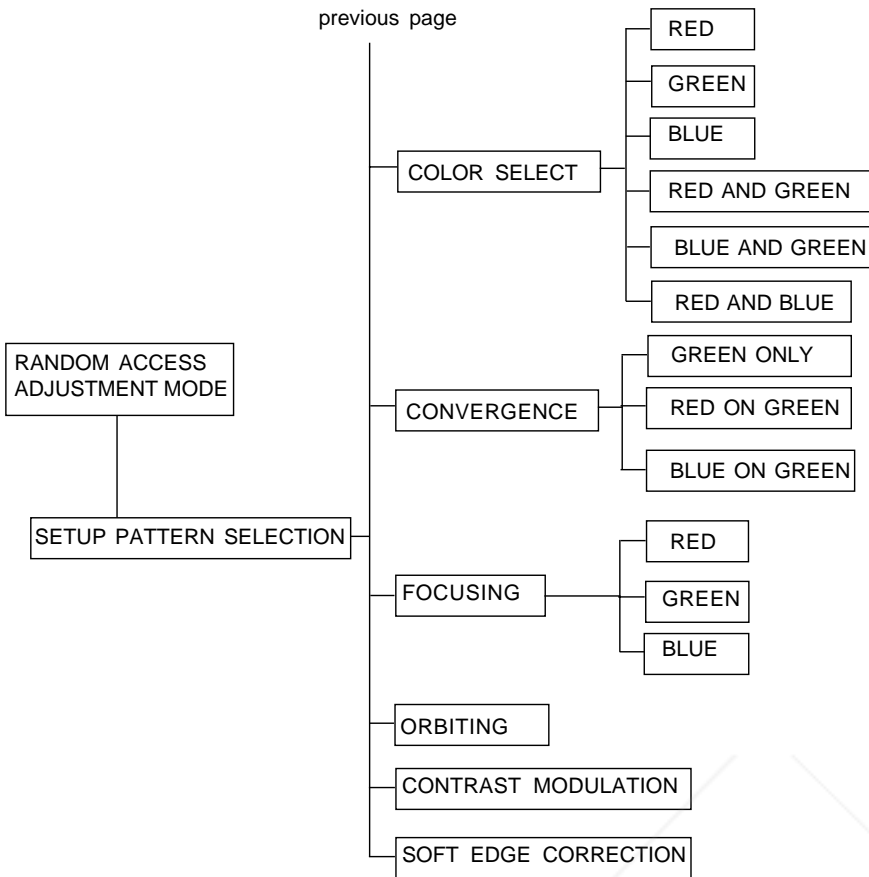 previous page
RED
GREEN
BLUE
COLOR SELECT
RED AND GREEN
BLUE AND GREEN
RED AND BLUE
RANDOM ACCESS
ADJUSTMENT MODE
GREEN ONLY
CONVERGENCE
RED ON GREEN
BLUE ON GREEN
SETUP PATTERN SELECTION
RED
FOCUSING
GREEN
BLUE
ORBITING
CONTRAST MODULATION
SOFT EDGE CORRECTION